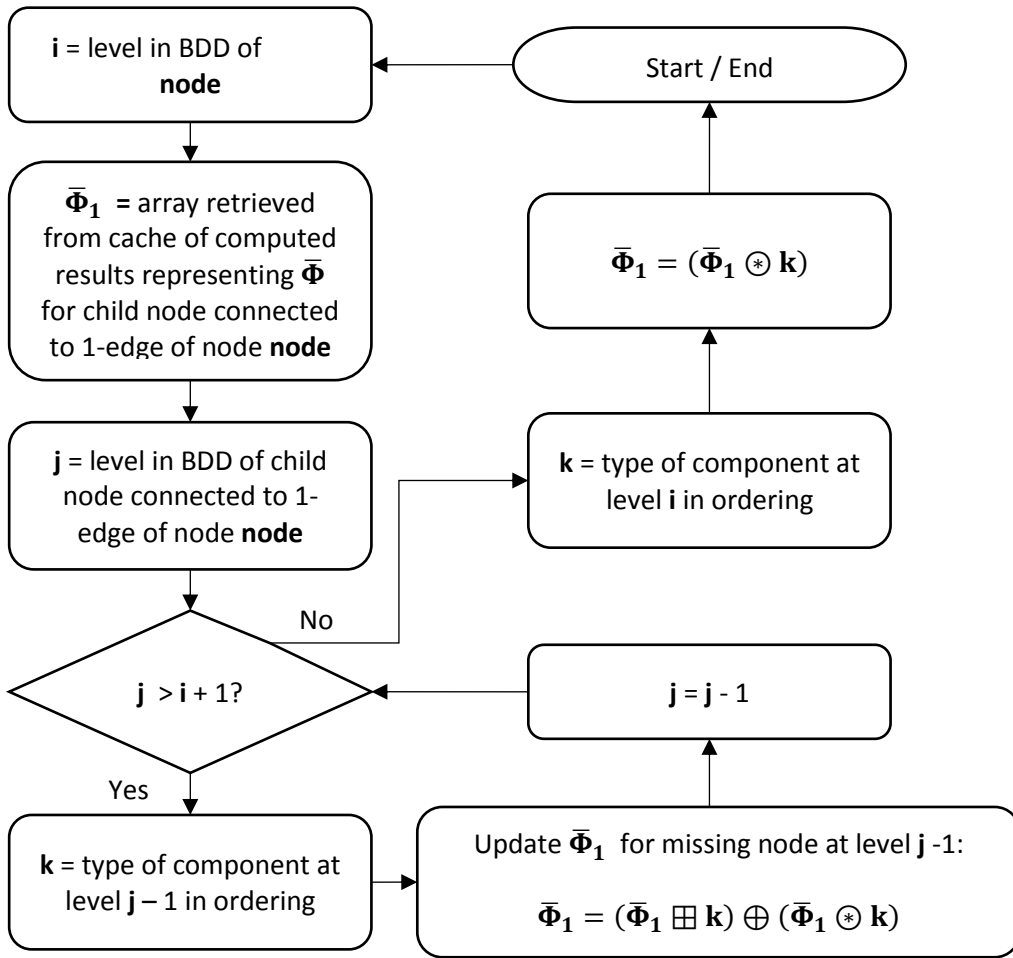 Start / End
i = level in BDD of
node
Φ̅₁ = array retrieved
from cache of computed
results representing Φ̅
for child node connected
to 1-edge of node node
j = level in BDD of child
node connected to 1-
edge of node node
j > i + 1?
No
Yes
k = type of component at
level j – 1 in ordering
Update Φ̅₁ for missing node at level j -1:
Φ̅₁ = (Φ̅₁ ⊞ k) ⊕ (Φ̅₁ ⊛ k)
j = j - 1
k = type of component at
level i in ordering
Φ̅₁ = (Φ̅₁ ⊛ k)